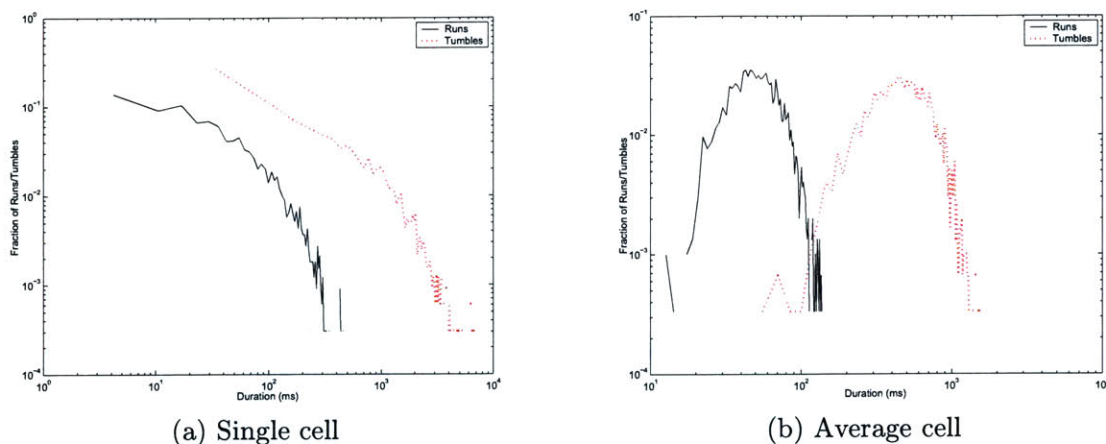 10^0
10^-1
10^-2
10^-3
10^-4
Fraction of Runs/Tumbles
10^0 10^1 10^2 10^3 10^4
Duration (ms)
Runs
Tumbles
(a) Single cell
10^-1
10^-2
10^-3
10^-4
Fraction of Runs/Tumbles
10^1 10^2 10^3 10
Duration (ms)
Runs
Tumbles
(b) Average cell